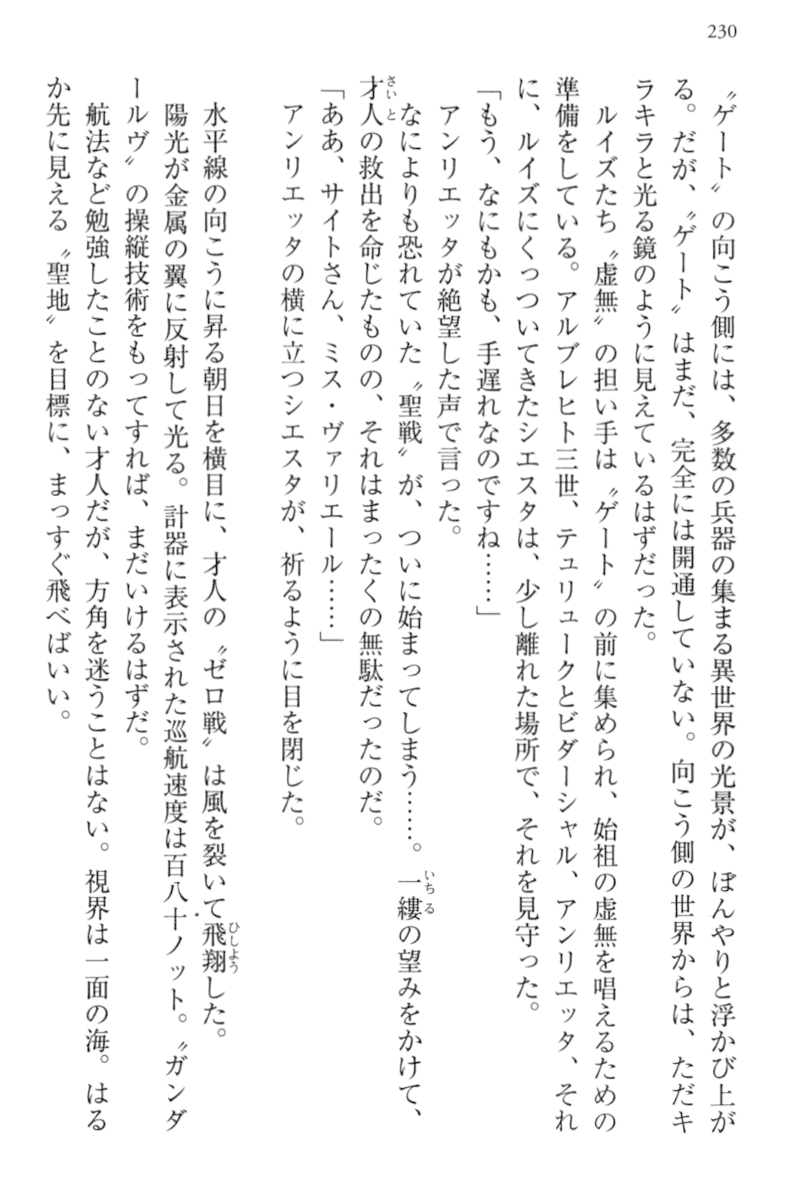 230
〝ゲート〟の向こう側には、多数の兵器の集まる異世界の光景が、ぼんやりと浮かび上が
る。だが、〝ゲート〟はまだ、完全には開通していない。向こう側の世界からは、ただキ
ラキラと光る鏡のように見えているはずだった。
ルイズたち〝虚無〟の担い手は〝ゲート〟の前に集められ、始祖の虚無を唱えるための
準備をしている。アルブレヒト三世、テュリュークとビダーシャル、アンリエッタ、それ
に、ルイズにくっついてきたシエスタは、少し離れた場所で、それを見守った。
「もう、なにもかも、手遅れなのですね……」
アンリエッタが絶望した声で言った。
なによりも恐れていた〝聖戦〟が、ついに始まってしまう……。一縷の望みをかけて、
才人の救出を命じたものの、それはまったくの無駄だったのだ。
「ああ、サイトさん、ミス・ヴァリエール……」
アンリエッタの横に立つシエスタが、祈るように目を閉じた。
水平線の向こうに昇る朝日を横目に、才人の〝ゼロ戦〟は風を裂いて飛翔した。
陽光が金属の翼に反射して光る。計器に表示された巡航速度は百八十ノット。〝ガンダ
ールヴ〟の操縦技術をもってすれば、まだいけるはずだ。
航法など勉強したことのない才人だが、方角を迷うことはない。視界は一面の海。はる
か先に見える〝聖地〟を目標に、まっすぐ飛べばいい。